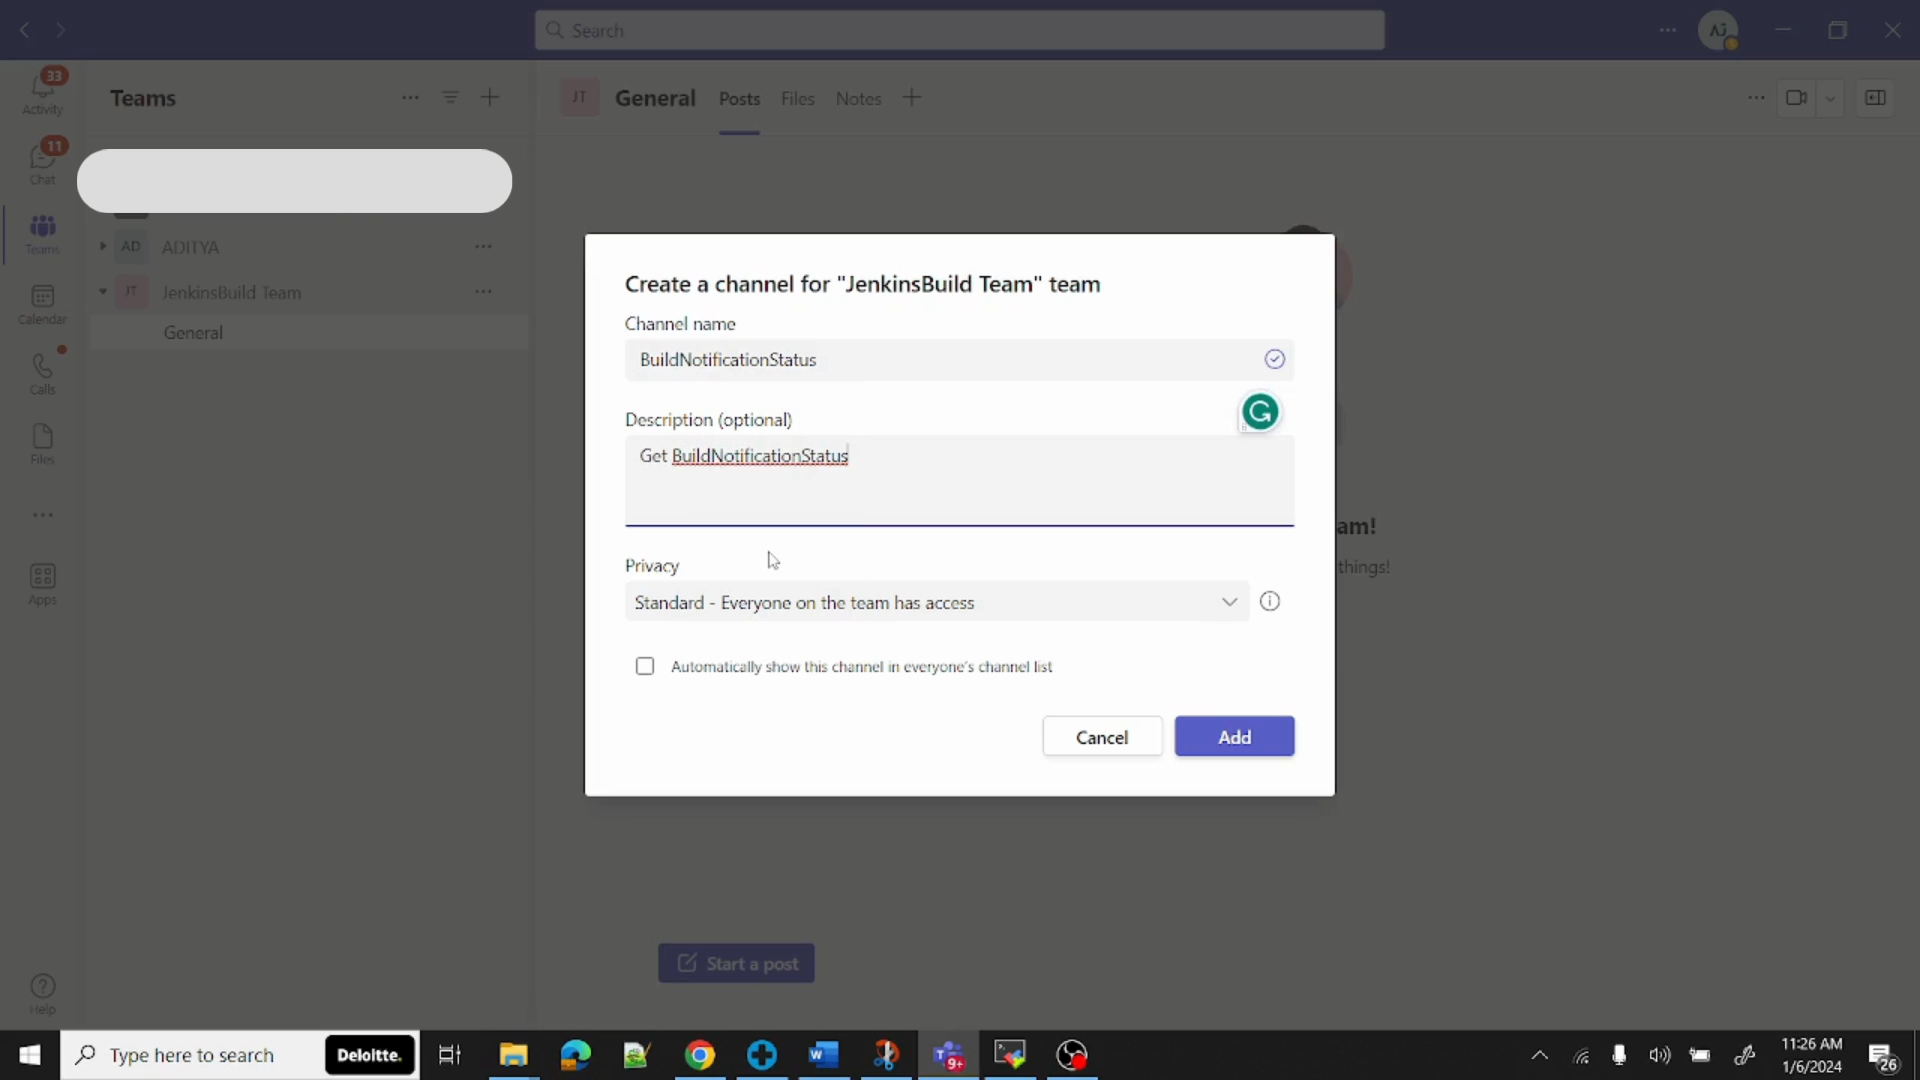 Search
AJ
33
Activity
Teams
JT
General
Posts
Files
Notes
11
Chat
Teams
AD
ADITYA
JT
JenkinsBuild Team
General
Calendar
Calls
Files
Apps
Help
Create a channel for "JenkinsBuild Team" team
Channel name
BuildNotificationStatus
Description (optional)
Get BuildNotificationStatus
Privacy
Standard - Everyone on the team has access
Automatically show this channel in everyone's channel list
Cancel
Add
am!
things!
Start a post
Type here to search
Deloitte.
W
T
9+
11:26 AM
1/6/2024
26